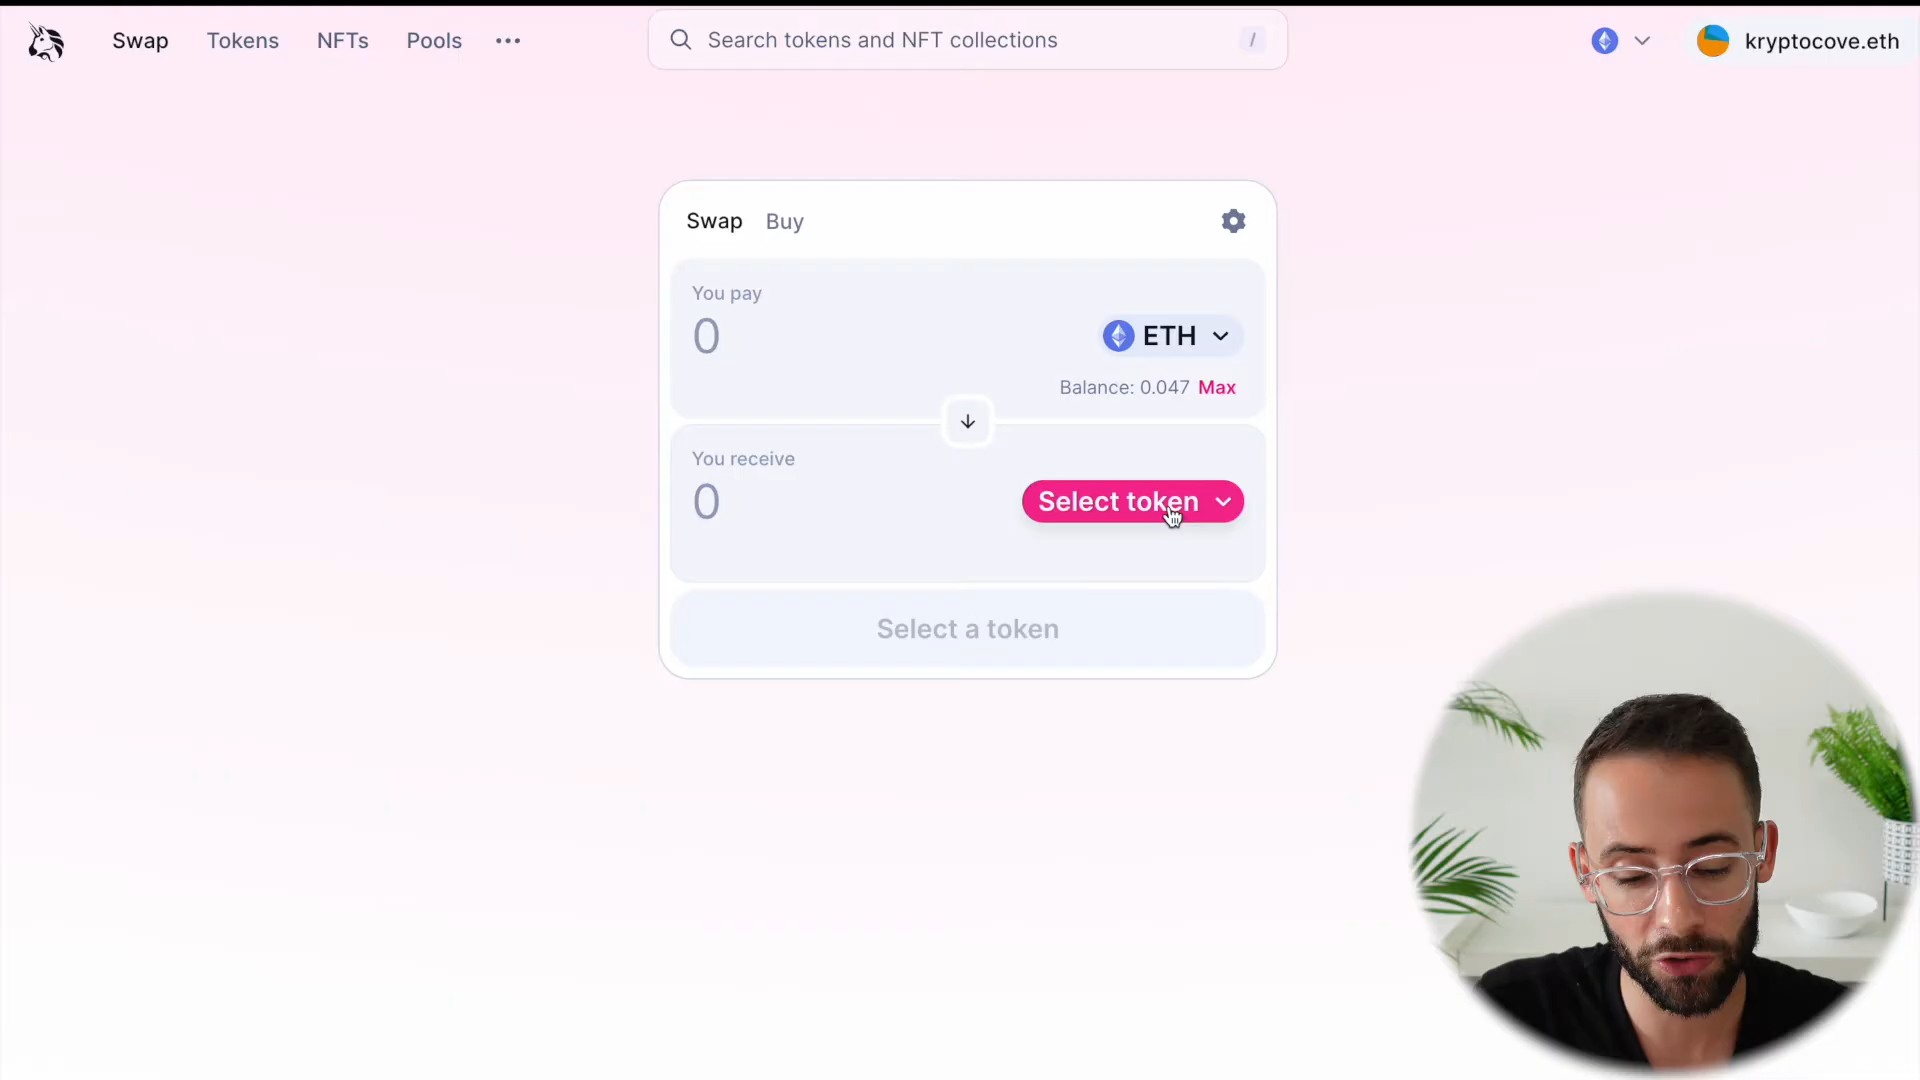 Swap Tokens NFTs Pools ••• Search tokens and NFT collections / kryptocove.eth
Swap Buy
You pay
0 ETH
Balance: 0.047 Max
You receive
0 Select token
Select a token